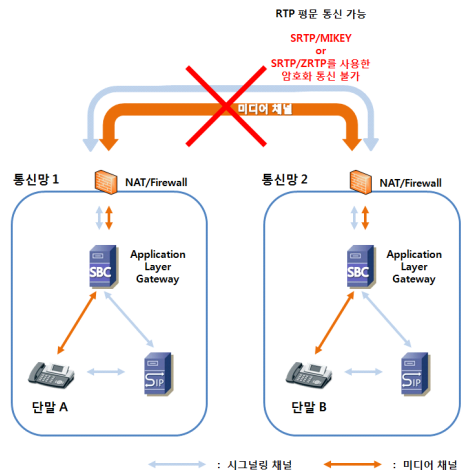 RTP 평문 통신 가능
SRTP/MIKEY
or
SRTP/ZRTP를 사용한
암호화 통신 불가
미디어 채널
통신망 1
NAT/Firewall
통신망 2
NAT/Firewall
SBC
Application
Layer
Gateway
SBC
Application
Layer
Gateway
SIP
단말 A
SIP
단말 B
: 시그널링 채널
: 미디어 채널